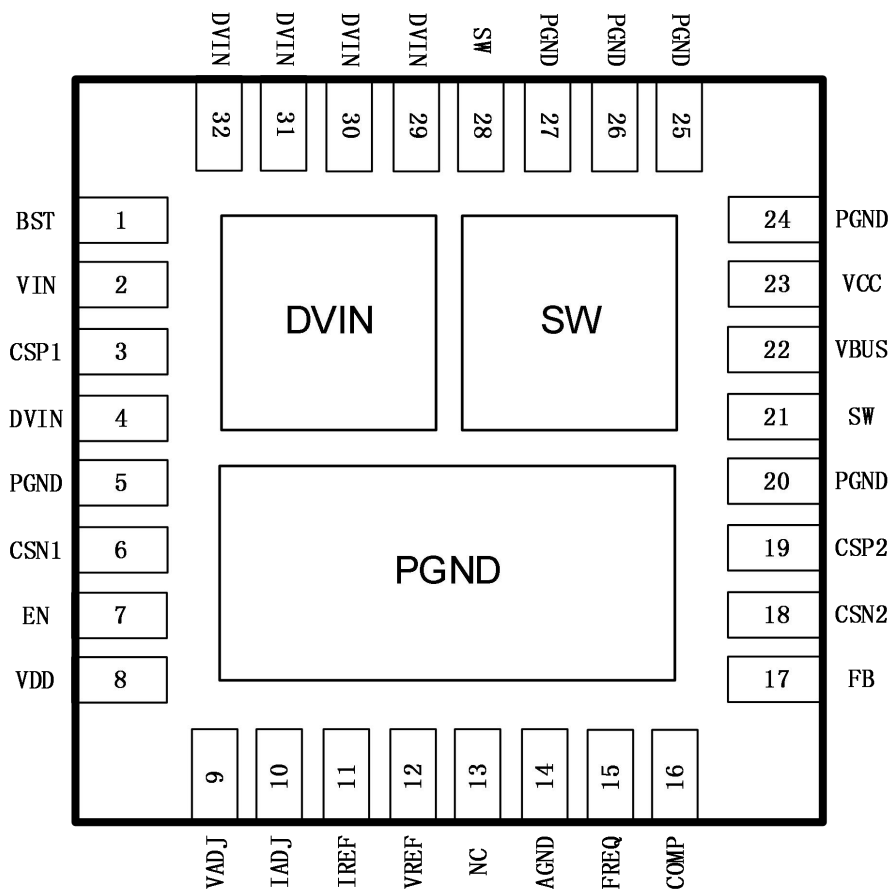 DVIN DVIN DVIN DVIN SW PGND PGND PGND
32 31 30 29 28 27 26 25
BST 1 24 PGND
VIN 2 23 VCC
CSP1 3 22 VBUS
DVIN SW
DVIN 4 21 SW
PGND 5 20 PGND
CSN1 6 19 CSP2
PGND
EN 7 18 CSN2
VDD 8 17 FB
9 10 11 12 13 14 15 16
VADJ IADJ IREF VREF NC AGND FREQ COMP